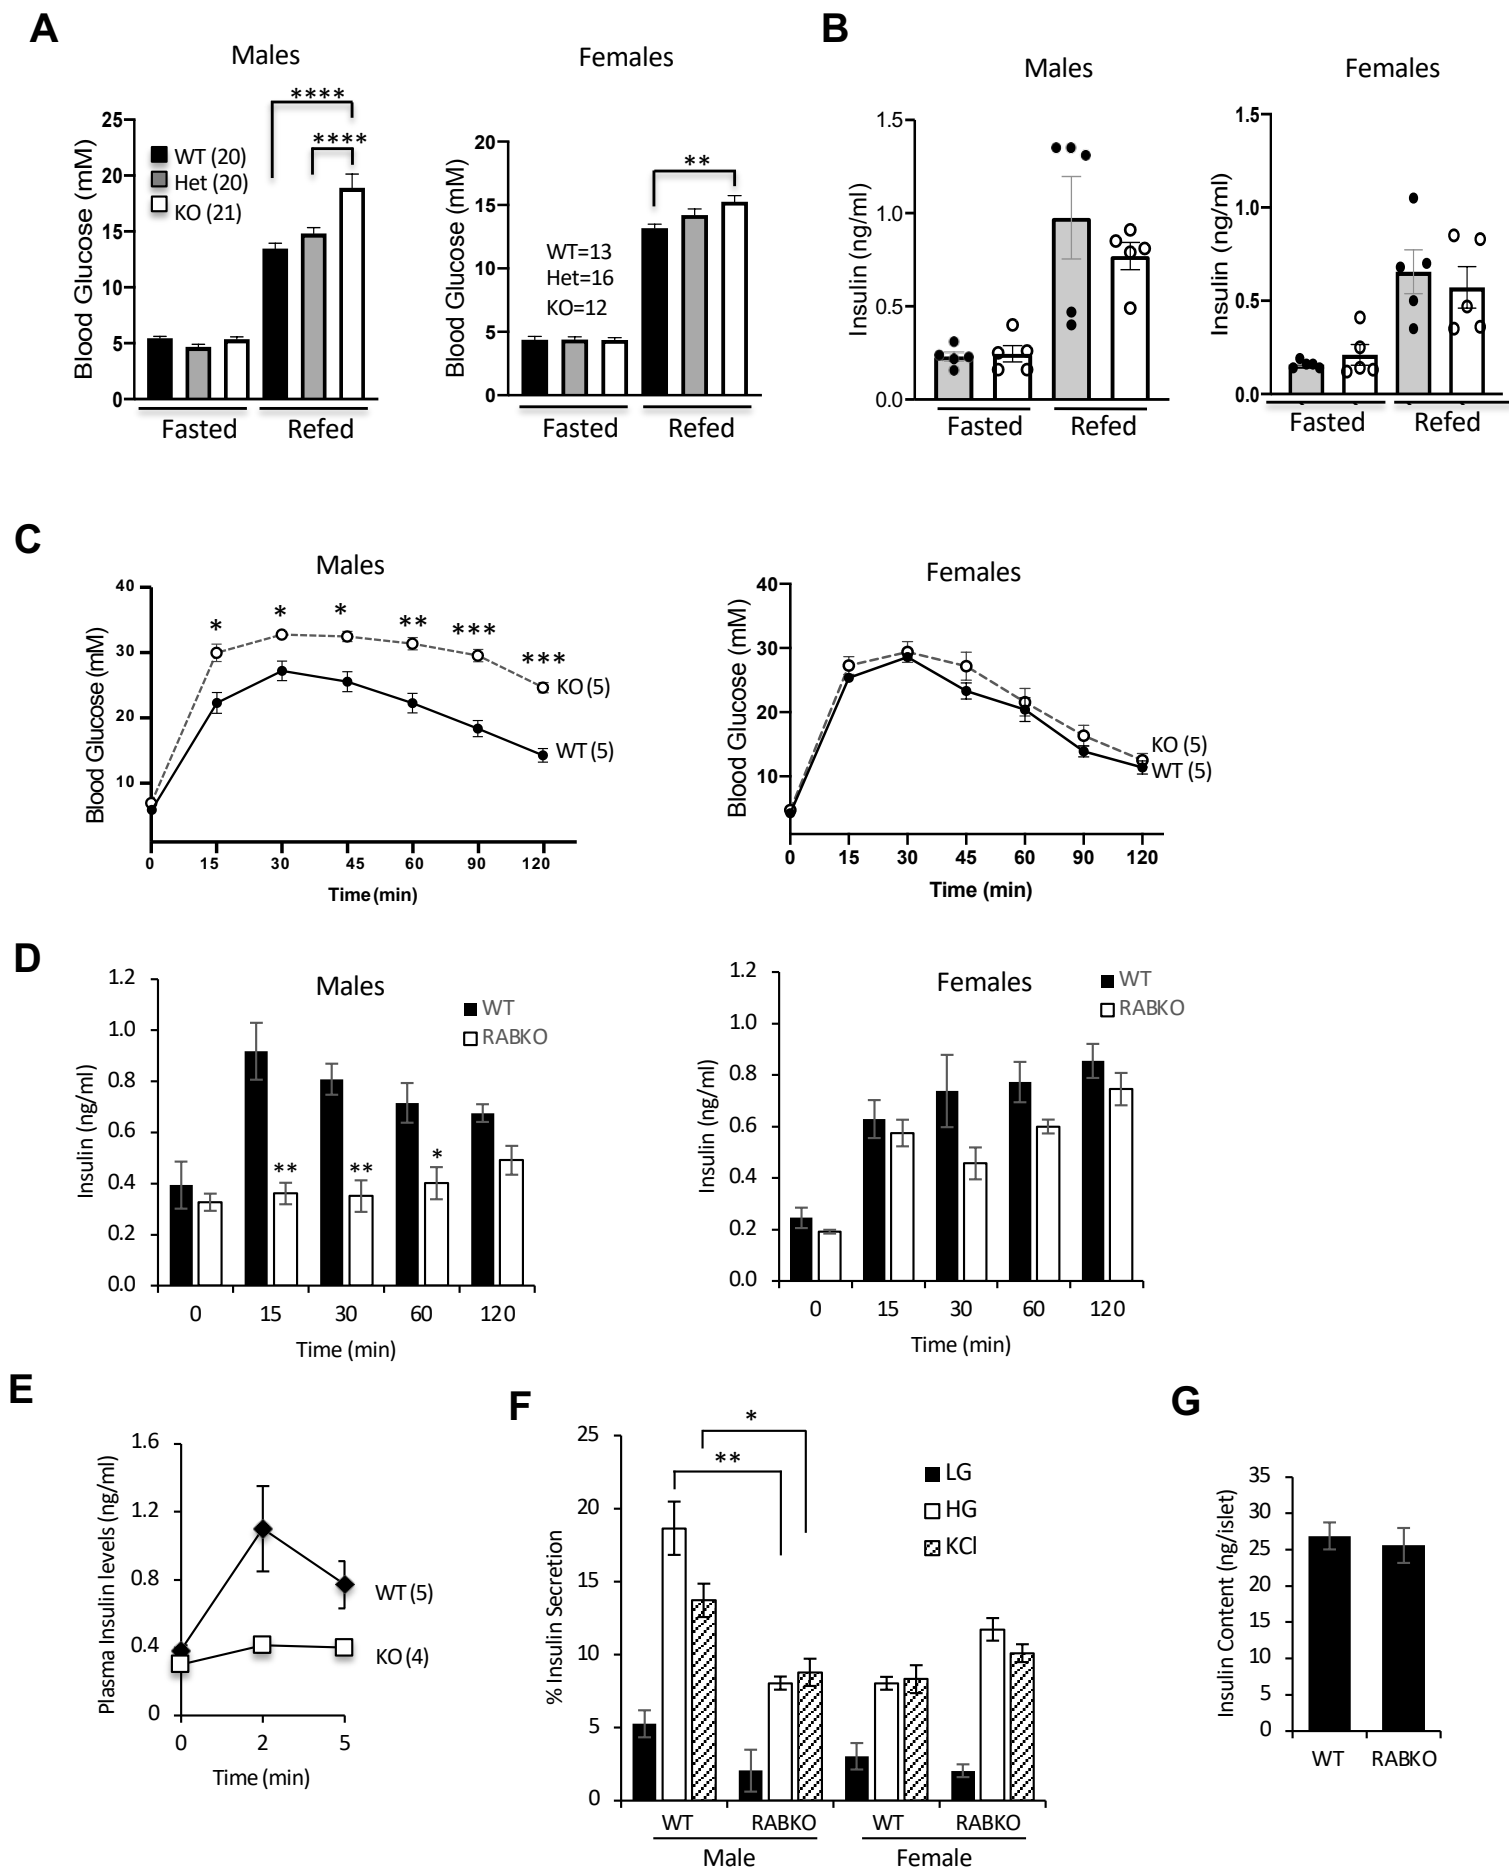 A
Males
Females
****
****
**
Blood Glucose (mM)
25
20
15
10
5
0
WT (20)
Het (20)
KO (21)
Fasted
Refed
Blood Glucose (mM)
20
15
10
5
0
WT=13
Het=16
KO=12
Fasted
Refed
B
Males
Females
Insulin (ng/ml)
1.5
1.0
0.5
0.0
Fasted
Refed
Insulin (ng/ml)
1.5
1.0
0.5
0.0
Fasted
Refed
C
Males
Blood Glucose (mM)
40
30
20
10
*
*
*
**
***
***
KO (5)
WT (5)
0 15 30 45 60 90 120
Time (min)
Females
Blood Glucose (mM)
40
30
20
10
KO (5)
WT (5)
0 15 30 45 60 90 120
Time (min)
D
Males
WT
RABKO
Insulin (ng/ml)
1.2
1.0
0.8
0.6
0.4
0.2
0.0
**
**
*
0 15 30 60 120
Time (min)
Females
WT
RABKO
Insulin (ng/ml)
1.2
1.0
0.8
0.6
0.4
0.2
0.0
0 15 30 60 120
Time (min)
E
Plasma Insulin levels (ng/ml)
1.6
1.2
0.8
0.4
0
WT (5)
KO (4)
0 2 5
Time (min)
F
% Insulin Secretion
25
20
15
10
5
0
*
**
LG
HG
KCl
WT RABKO WT RABKO
Male Female
G
Insulin Content (ng/islet)
35
30
25
20
15
10
5
0
WT RABKO